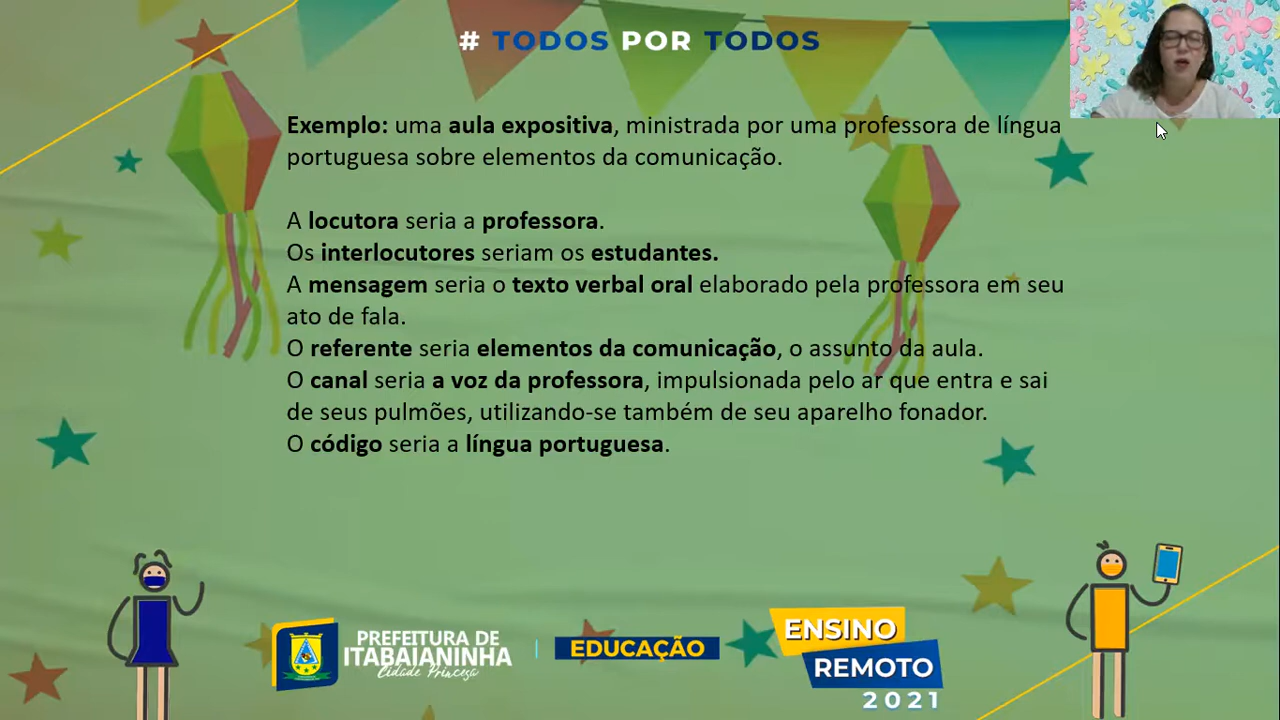 # TODOS POR TODOS
Exemplo: uma aula expositiva, ministrada por uma professora de língua
portuguesa sobre elementos da comunicação.
A locutora seria a professora.
Os interlocutores seriam os estudantes.
A mensagem seria o texto verbal oral elaborado pela professora em seu
ato de fala.
O referente seria elementos da comunicação, o assunto da aula.
O canal seria a voz da professora, impulsionada pelo ar que entra e sai
de seus pulmões, utilizando-se também de seu aparelho fonador.
O código seria a língua portuguesa.
PREFEITURA DE
ITABAIANINHA
Cidade Princesa
EDUCAÇÃO
ENSINO
REMOTO
2021